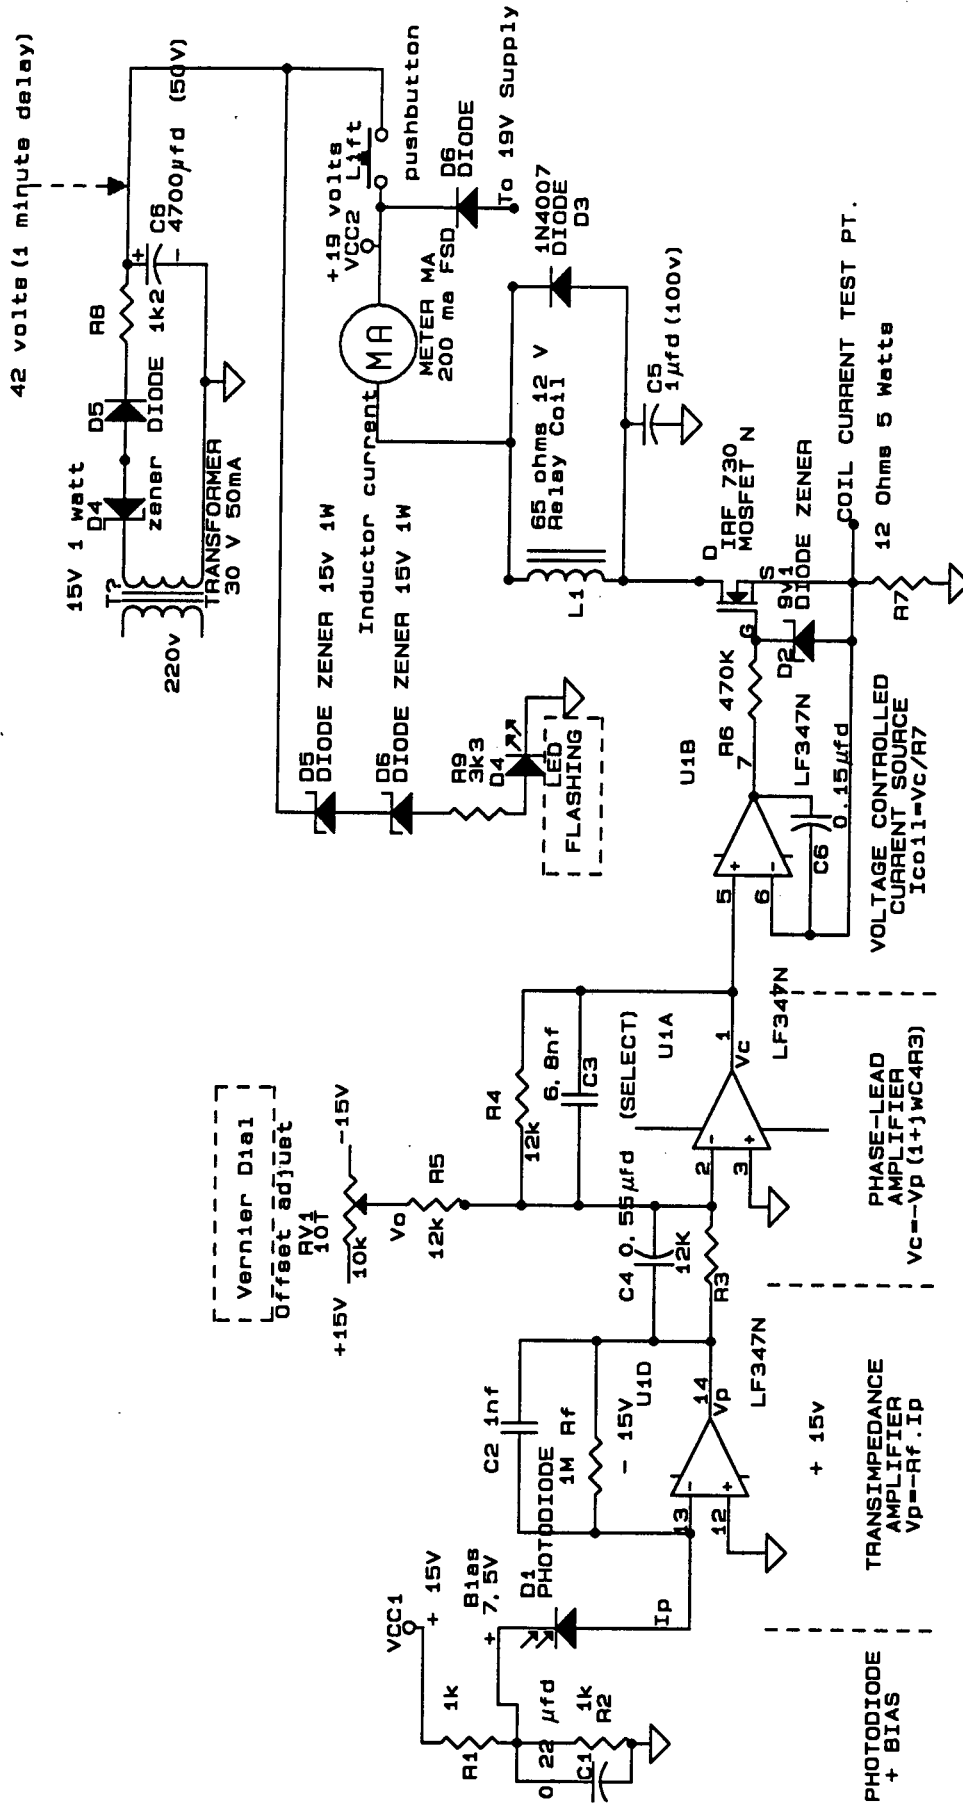 42 volts(1 minute delay)
15V 1 watt
D4
zener
D5
DIODE
R8
1k2
C8
4700µfd (50V)
+
-
T?
TRANSFORMER
30 V 50mA
220v
+19 volts
VCC2
Lift
pushbutton
D6
DIODE
To 19V Supply
MA
METER MA
200 ma FSD
Inductor current
D5
DIODE ZENER 15v 1W
D6
DIODE ZENER 15V 1W
R9
3k3
D4
LED
FLASHING
65 ohms 12 V
Relay Coil
L1
1N4007
DIODE
D3
C5
1µfd(100v)
D
IRF 730
MOSFET N
G
S
9v1
DIODE ZENER
D2
COIL CURRENT TEST PT.
12 Ohms 5 Watts
R7
R6 470K
U1B
7
LF347N
5
6
+
-
C6
0.15µfd
VOLTAGE CONTROLLED
CURRENT SOURCE
Icoil=Vc/R7
Vernier Dial
Offset adjust
RV1
10T
10k
+15V
-15V
Vo
R5
12k
R4
12k
6.8nf
C3
(SELECT)
U1A
C4 0.55µfd
12K
R3
2
3
-
+
1
Vc
LF347N
PHASE-LEAD
AMPLIFIER
Vc=-Vp(1+jWC4R3)
C2 1nf
1M Rf
- 15V
U1D
14
Vp
LF347N
+ 15v
13
12
-
+
TRANSIMPEDANCE
AMPLIFIER
Vp=-Rf.Ip
VCC1
+ 15V
1k
R1
Bias
+ 7.5V
D1
PHOTODIODE
Ip
0.22 µfd
C1
1k
R2
PHOTODIODE
+ BIAS